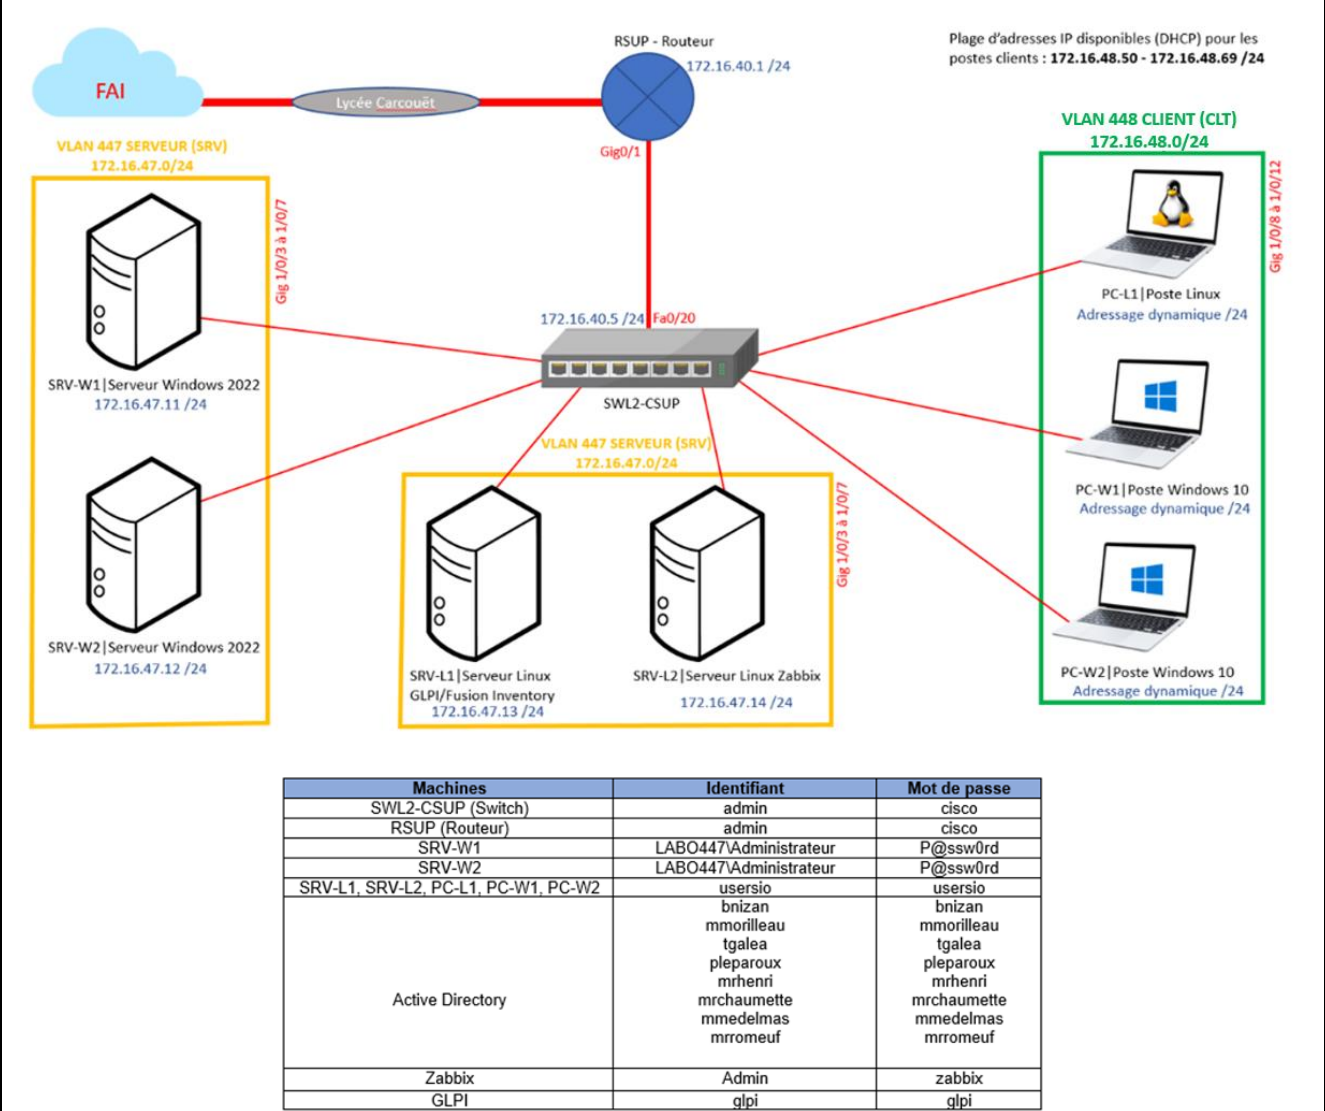 RSUP - Routeur
172.16.40.1 /24
Plage d'adresses IP disponibles (DHCP) pour les
postes clients : 172.16.48.50 - 172.16.48.69 /24
FAI
Lycée Carcouët
Gig0/1
VLAN 447 SERVEUR (SRV)
172.16.47.0/24
Gig 1/0/3 à 1/0/7
SRV-W1|Serveur Windows 2022
172.16.47.11 /24
SRV-W2|Serveur Windows 2022
172.16.47.12 /24
172.16.40.5 /24
Fa0/20
SWL2-CSUP
VLAN 447 SERVEUR (SRV)
172.16.47.0/24
Gig 1/0/3 à 1/0/7
SRV-L1|Serveur Linux
GLPI/Fusion Inventory
172.16.47.13 /24
SRV-L2|Serveur Linux Zabbix
172.16.47.14 /24
VLAN 448 CLIENT (CLT)
172.16.48.0/24
Gig 1/0/8 à 1/0/12
PC-L1|Poste Linux
Adressage dynamique /24
PC-W1|Poste Windows 10
Adressage dynamique /24
PC-W2|Poste Windows 10
Adressage dynamique /24
Machines Identifiant Mot de passe
SWL2-CSUP (Switch) admin cisco
RSUP (Routeur) admin cisco
SRV-W1 LABO447\Administrateur P@ssw0rd
SRV-W2 LABO447\Administrateur P@ssw0rd
SRV-L1, SRV-L2, PC-L1, PC-W1, PC-W2 usersio usersio
bnizan bnizan
mmorilleau mmorilleau
tgalea tgalea
pleparoux pleparoux
mrhenri mrhenri
Active Directory mrchaumette mrchaumette
mmedelmas mmedelmas
mrromeuf mrromeuf
Zabbix Admin zabbix
GLPI glpi glpi